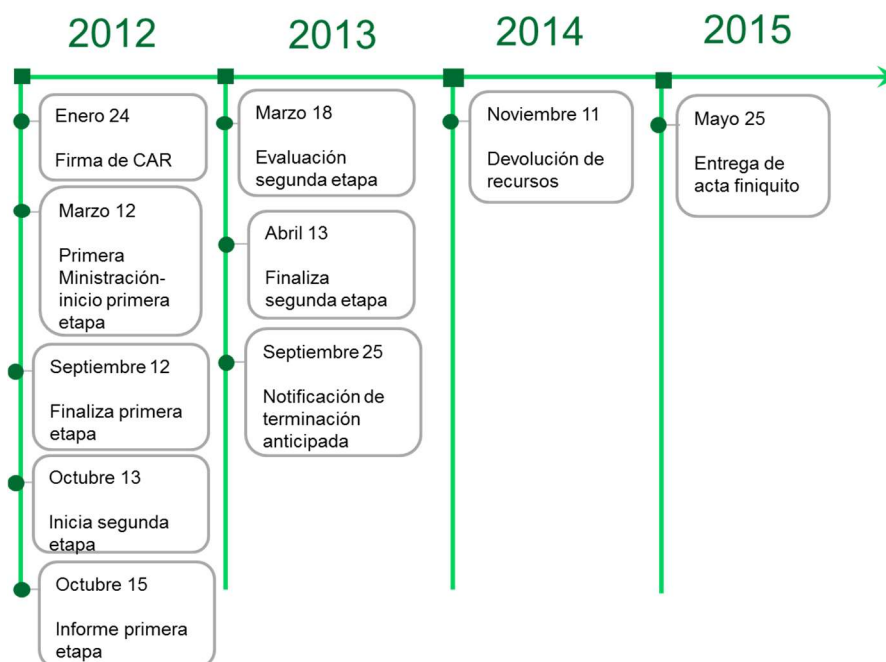 2012
Enero 24
Firma de CAR
Marzo 12
Primera
Ministración-
inicio primera
etapa
Septiembre 12
Finaliza primera
etapa
Octubre 13
Inicia segunda
etapa
Octubre 15
Informe primera
etapa
2013
Marzo 18
Evaluación
segunda etapa
Abril 13
Finaliza
segunda etapa
Septiembre 25
Notificación de
terminación
anticipada
2014
Noviembre 11
Devolución de
recursos
2015
Mayo 25
Entrega de
acta finiquito